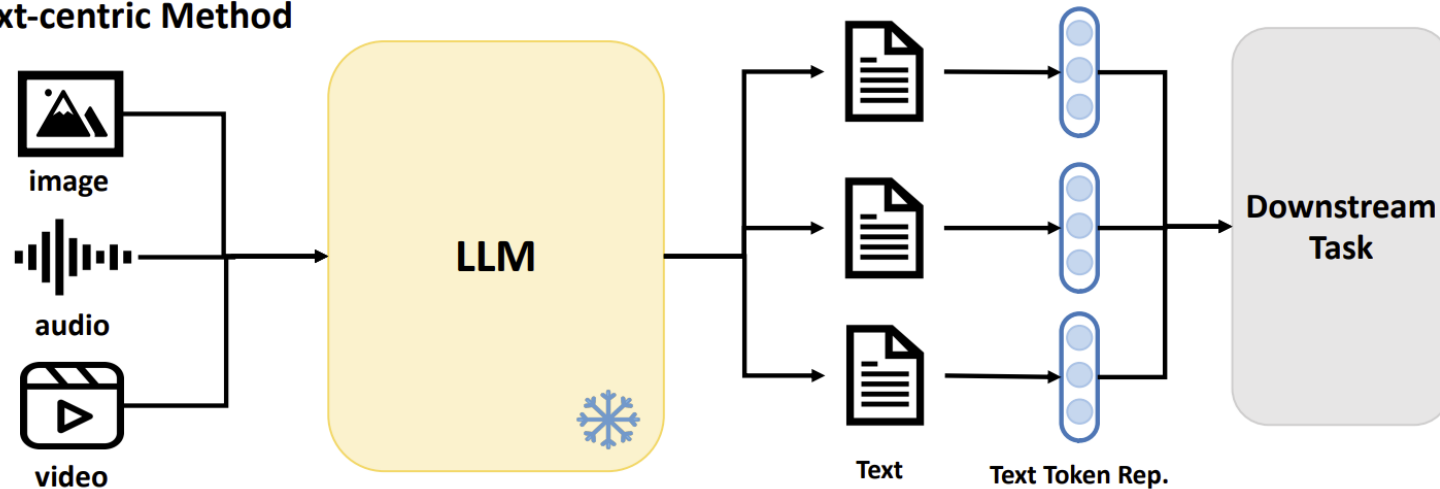 xt-centric Method
image
audio
video
LLM
Text
Text Token Rep.
Downstream
Task